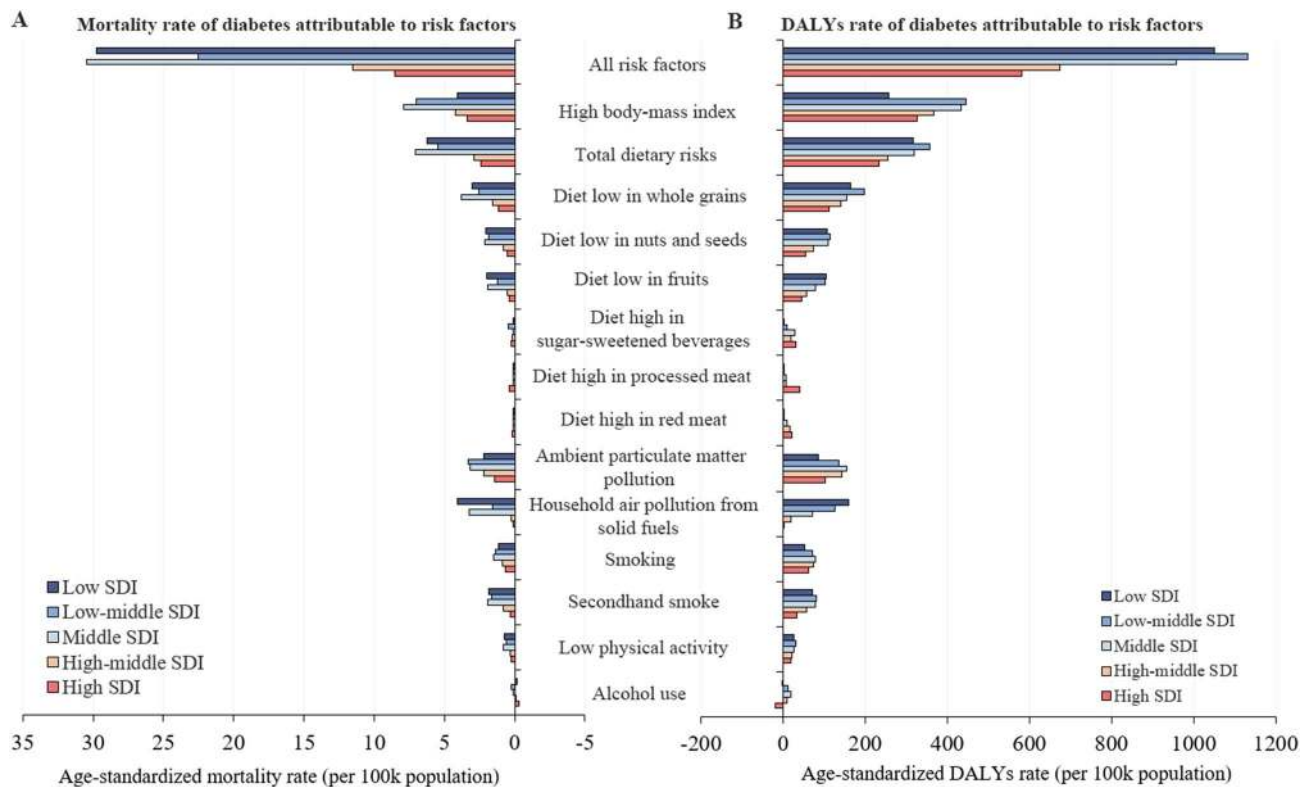 A
Mortality rate of diabetes attributable to risk factors
B
DALYs rate of diabetes attributable to risk factors
All risk factors
High body-mass index
Total dietary risks
Diet low in whole grains
Diet low in nuts and seeds
Diet low in fruits
Diet high in
sugar-sweetened beverages
Diet high in processed meat
Diet high in red meat
Ambient particulate matter
pollution
Household air pollution from
solid fuels
Smoking
Secondhand smoke
Low physical activity
Alcohol use
Low SDI
Low-middle SDI
Middle SDI
High-middle SDI
High SDI
Low SDI
Low-middle SDI
Middle SDI
High-middle SDI
High SDI
35 30 25 20 15 10 5 0 -5
-200 0 200 400 600 800 1000 1200
Age-standardized mortality rate (per 100k population)
Age-standardized DALYs rate (per 100k population)